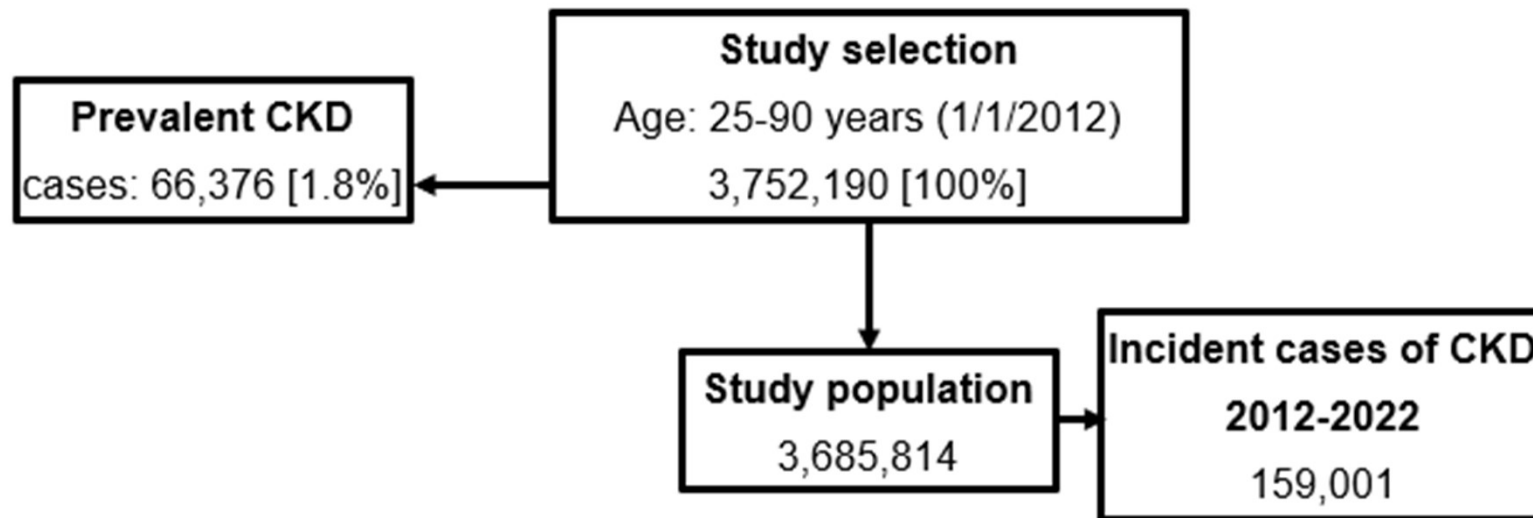 Study selection
Age: 25-90 years (1/1/2012)
3,752,190 [100%]
Prevalent CKD
cases: 66,376 [1.8%]
Study population
3,685,814
Incident cases of CKD
2012-2022
159,001